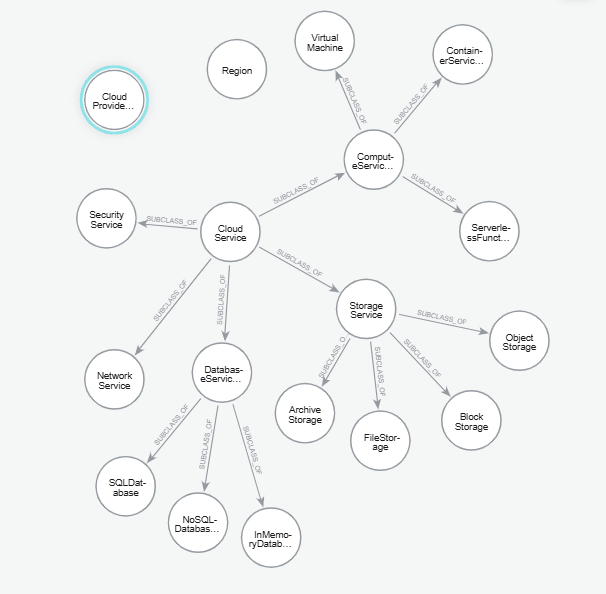 Virtual
Machine
Contain-
erServic...
Region
Cloud
Provide...
SUBCLASS_OF
SUBCLASS_OF
Comput-
eServic...
SUBCLASS_OF
SUBCLASS_OF
Security
Service
SUBCLASS_OF
Cloud
Service
Serverle-
ssFunct...
SUBCLASS_OF
SUBCLASS_OF
SUBCLASS_OF
Storage
Service
SUBCLASS_OF
Object
Storage
SUBCLASS_O
SUBCLASS_OF
SUBCLASS_OF
Network
Service
Databas-
eServic...
Archive
Storage
Block
Storage
FileStor-
age
SUBCLASS_OF
SUBCLASS_OF
SUBCLASS_OF
SQLDat-
abase
NoSQL-
Databas...
InMemo-
ryDatab...